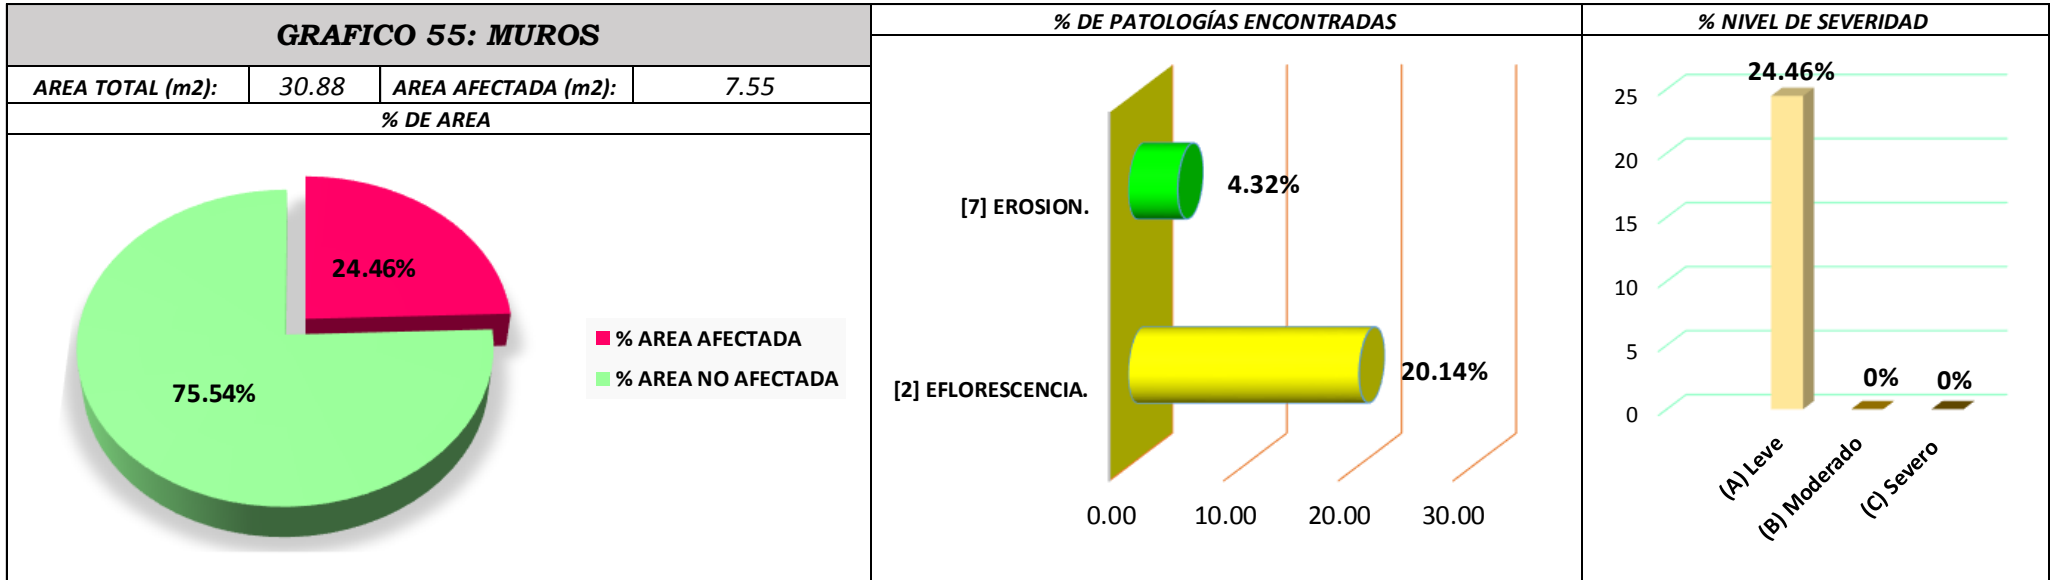 GRAFICO 55: MUROS
AREA TOTAL (m2): 30.88 AREA AFECTADA (m2): 7.55
% DE AREA
24.46%
75.54%
% AREA AFECTADA
% AREA NO AFECTADA
% DE PATOLOGÍAS ENCONTRADAS
[7] EROSION.
4.32%
[2] EFLORESCENCIA.
20.14%
0.00 10.00 20.00 30.00
% NIVEL DE SEVERIDAD
24.46%
25
20
15
10
5
0
0% 0%
(A) Leve
(B) Moderado
(C) Severo